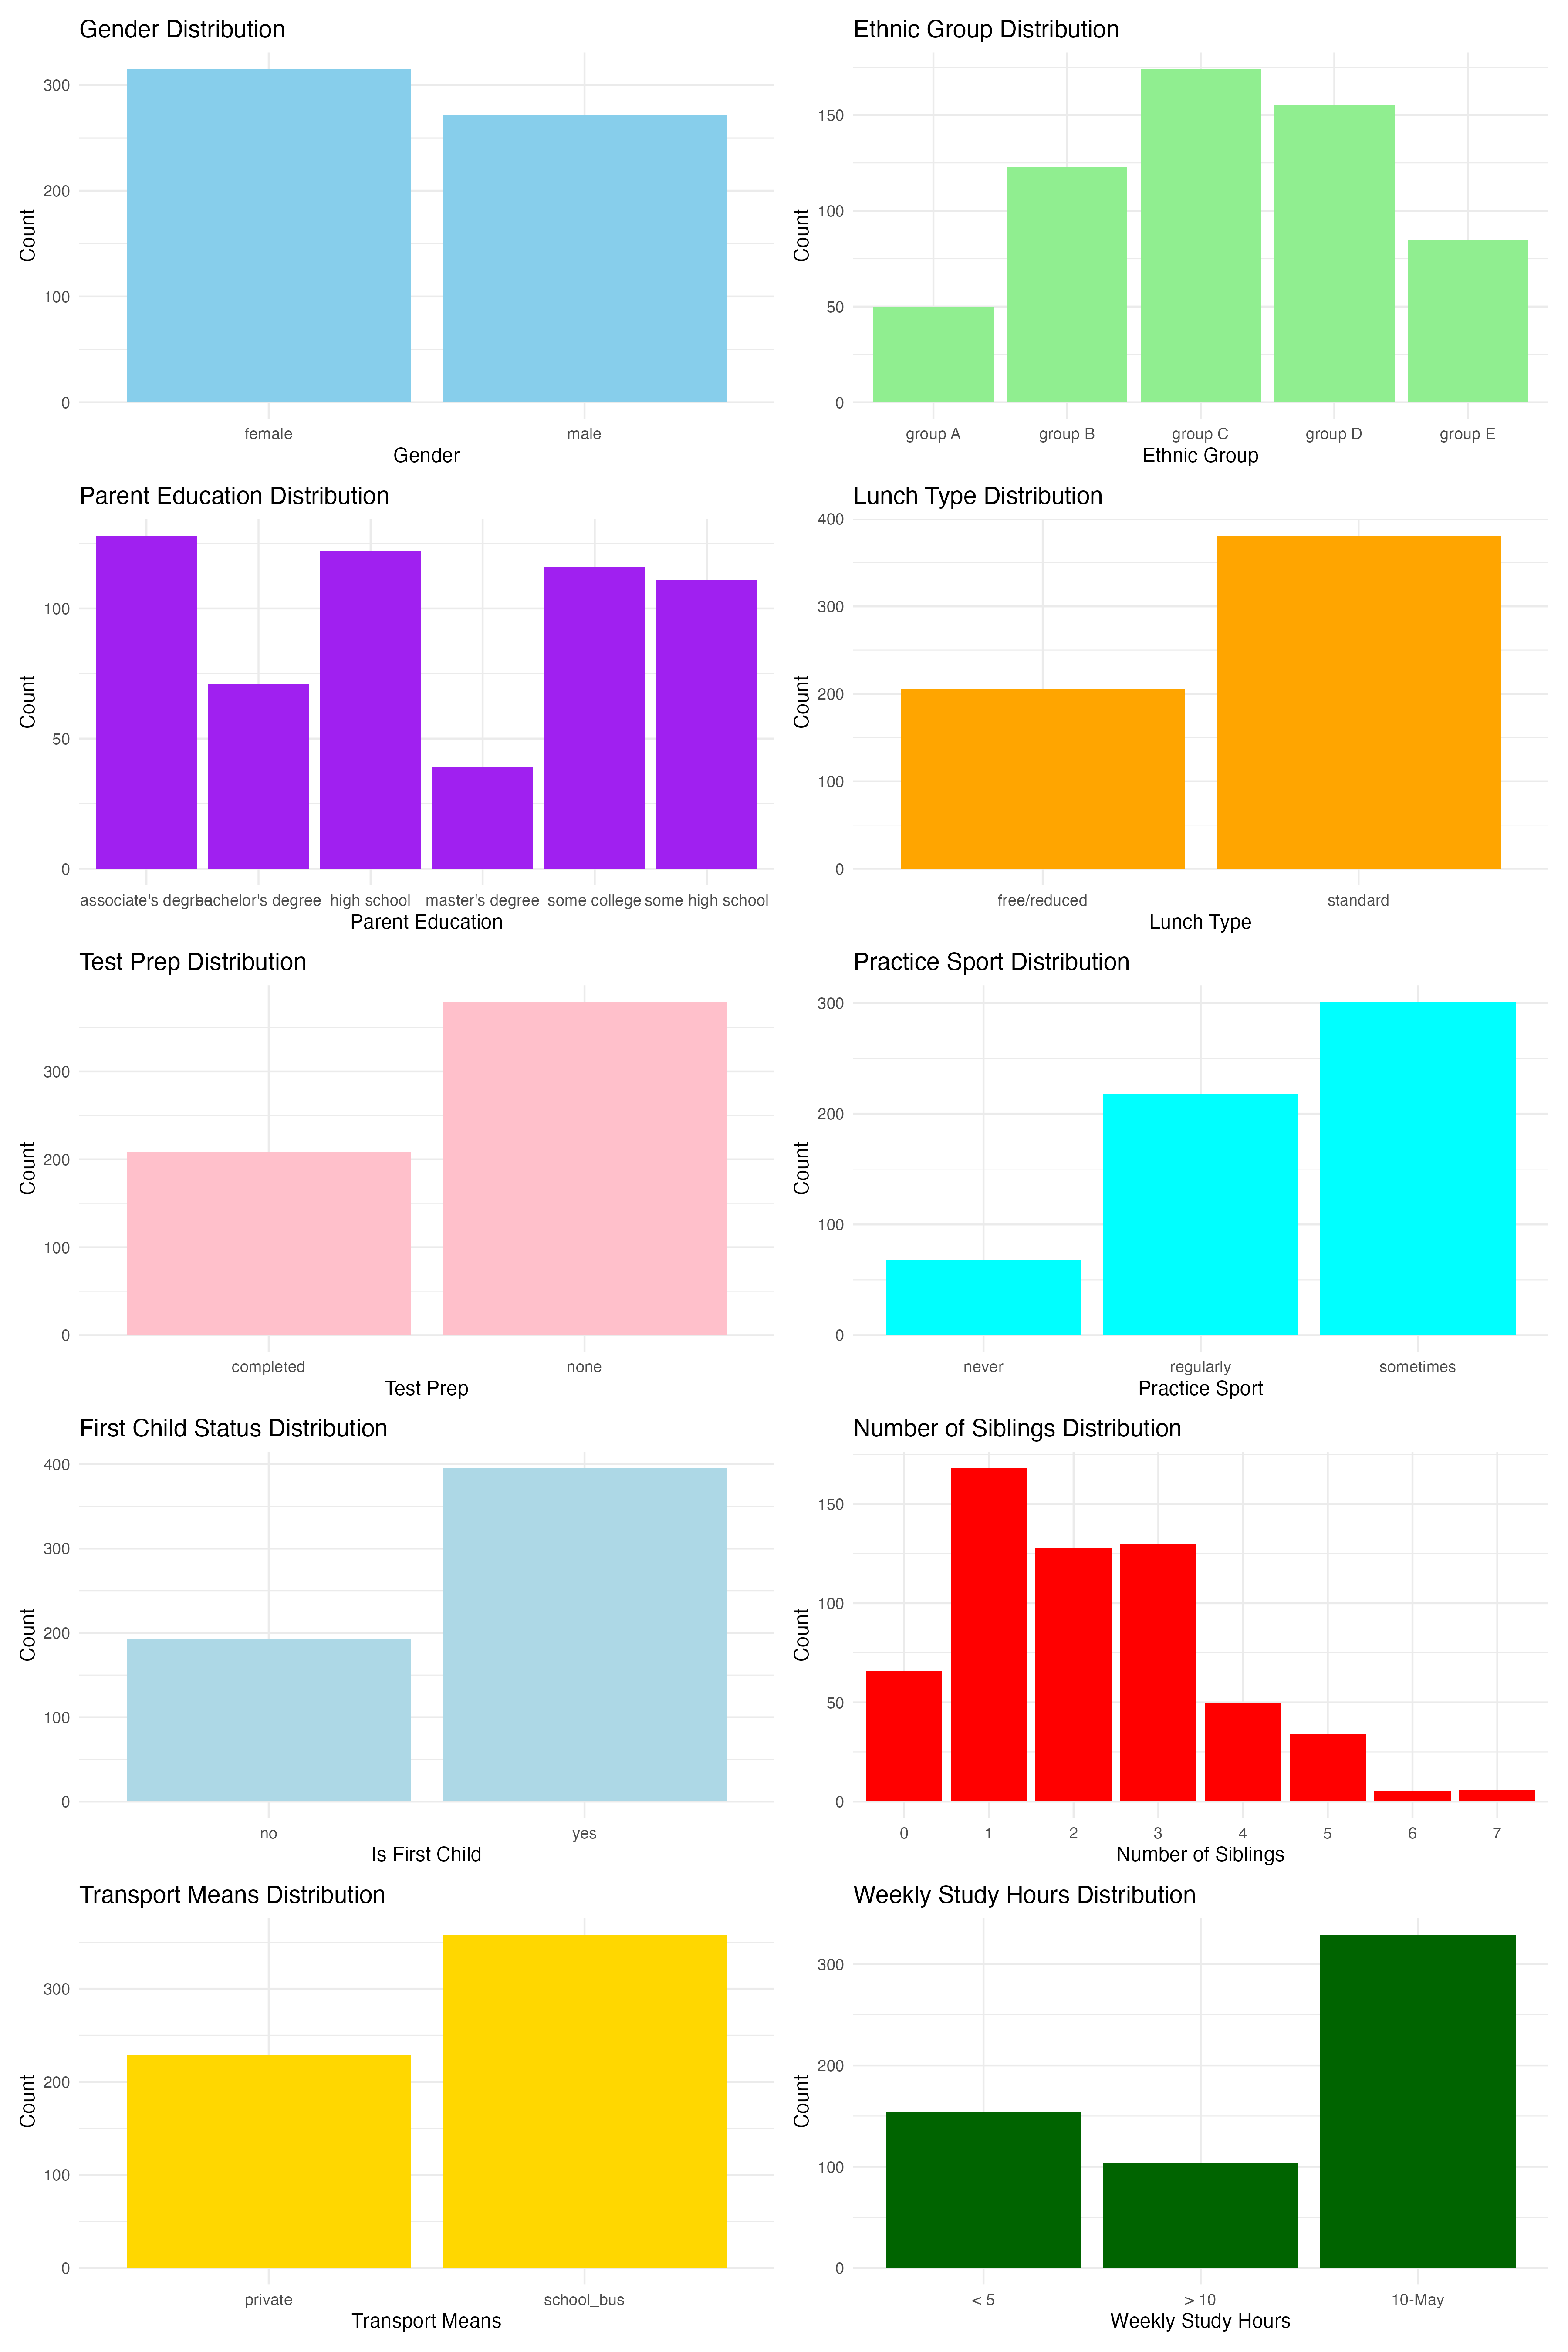 Gender Distribution
Count
300
200
100
0
female male
Gender
Ethnic Group Distribution
Count
150
100
50
0
group A group B group C group D group E
Ethnic Group
Parent Education Distribution
Count
100
50
0
associate's degree bachelor's degree high school master's degree some college some high school
Parent Education
Lunch Type Distribution
Count
400
300
200
100
0
free/reduced standard
Lunch Type
Test Prep Distribution
Count
300
200
100
0
completed none
Test Prep
Practice Sport Distribution
Count
300
200
100
0
never regularly sometimes
Practice Sport
First Child Status Distribution
Count
400
300
200
100
0
no yes
Is First Child
Number of Siblings Distribution
Count
150
100
50
0
0 1 2 3 4 5 6 7
Number of Siblings
Transport Means Distribution
Count
300
200
100
0
private school_bus
Transport Means
Weekly Study Hours Distribution
Count
300
200
100
0
< 5 > 10 10-May
Weekly Study Hours